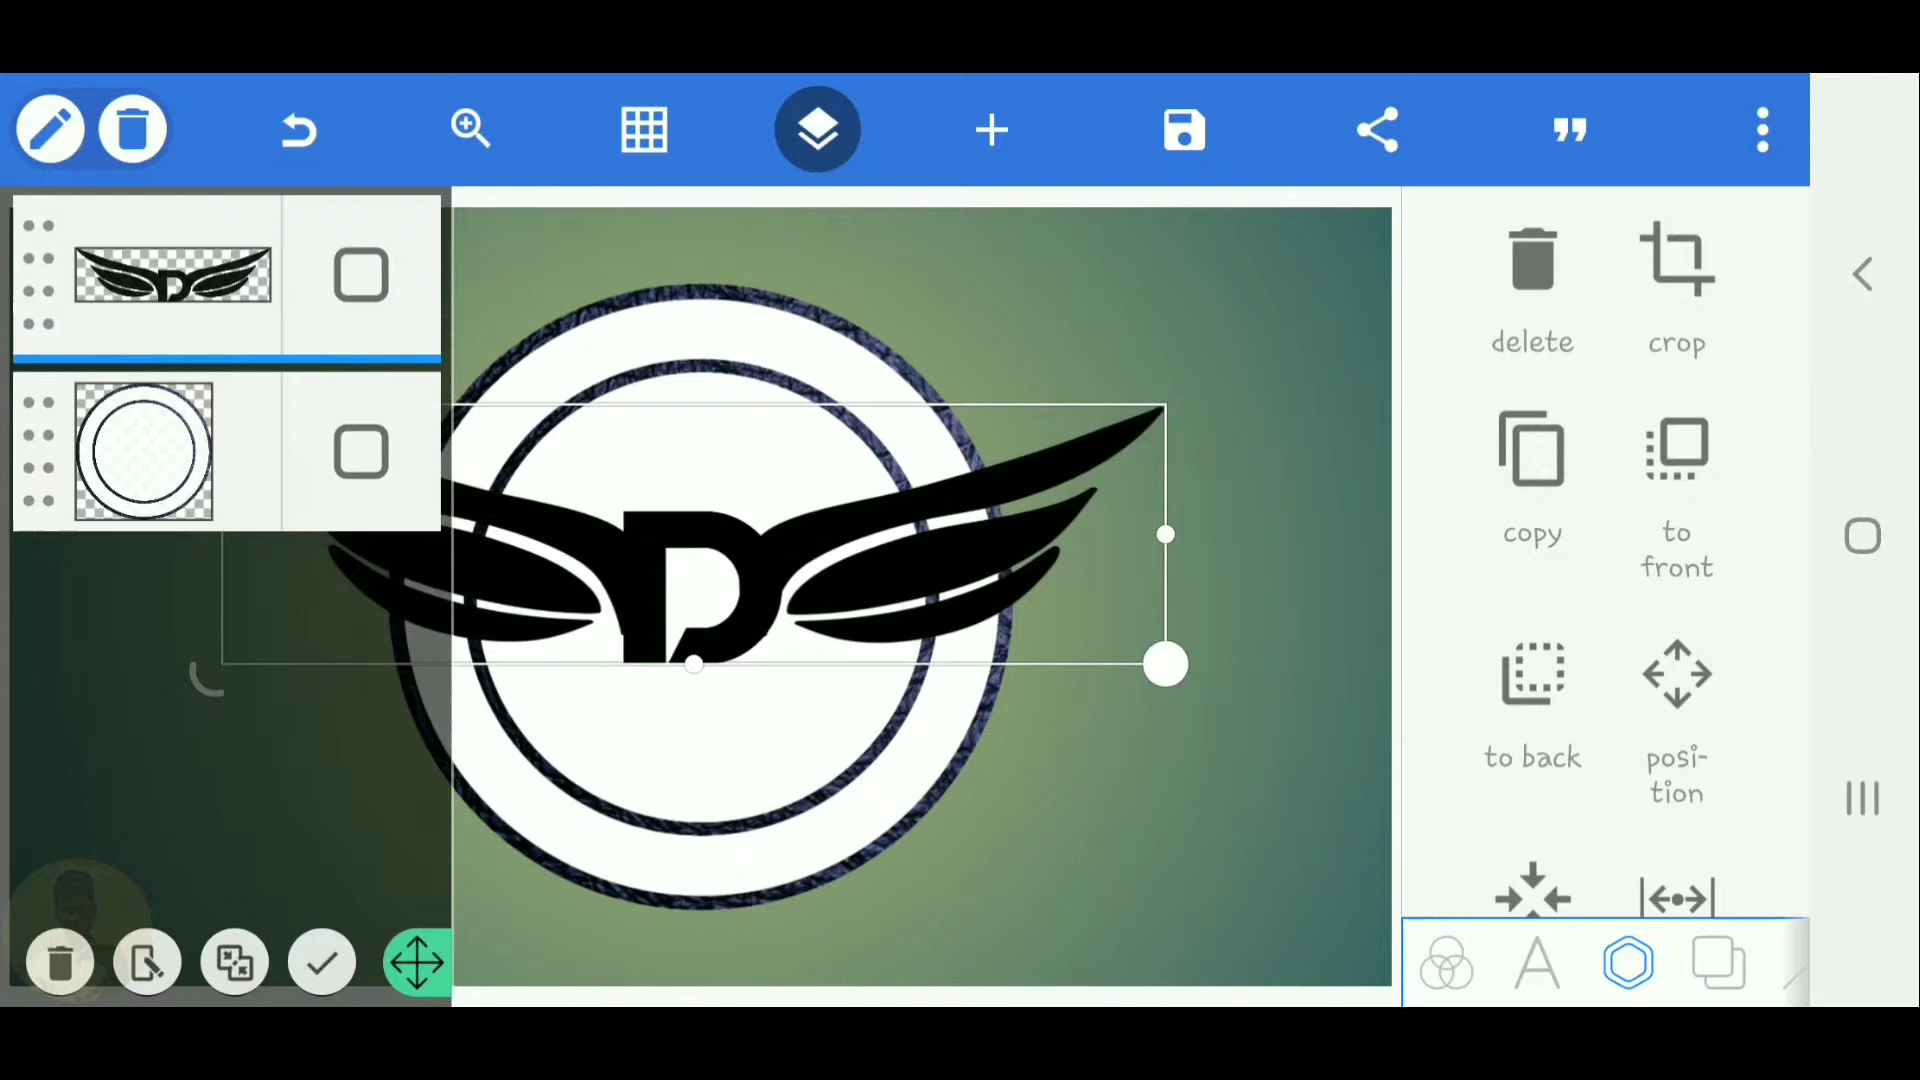 D
D
delete
crop
copy
to
front
to back
posi-
tion